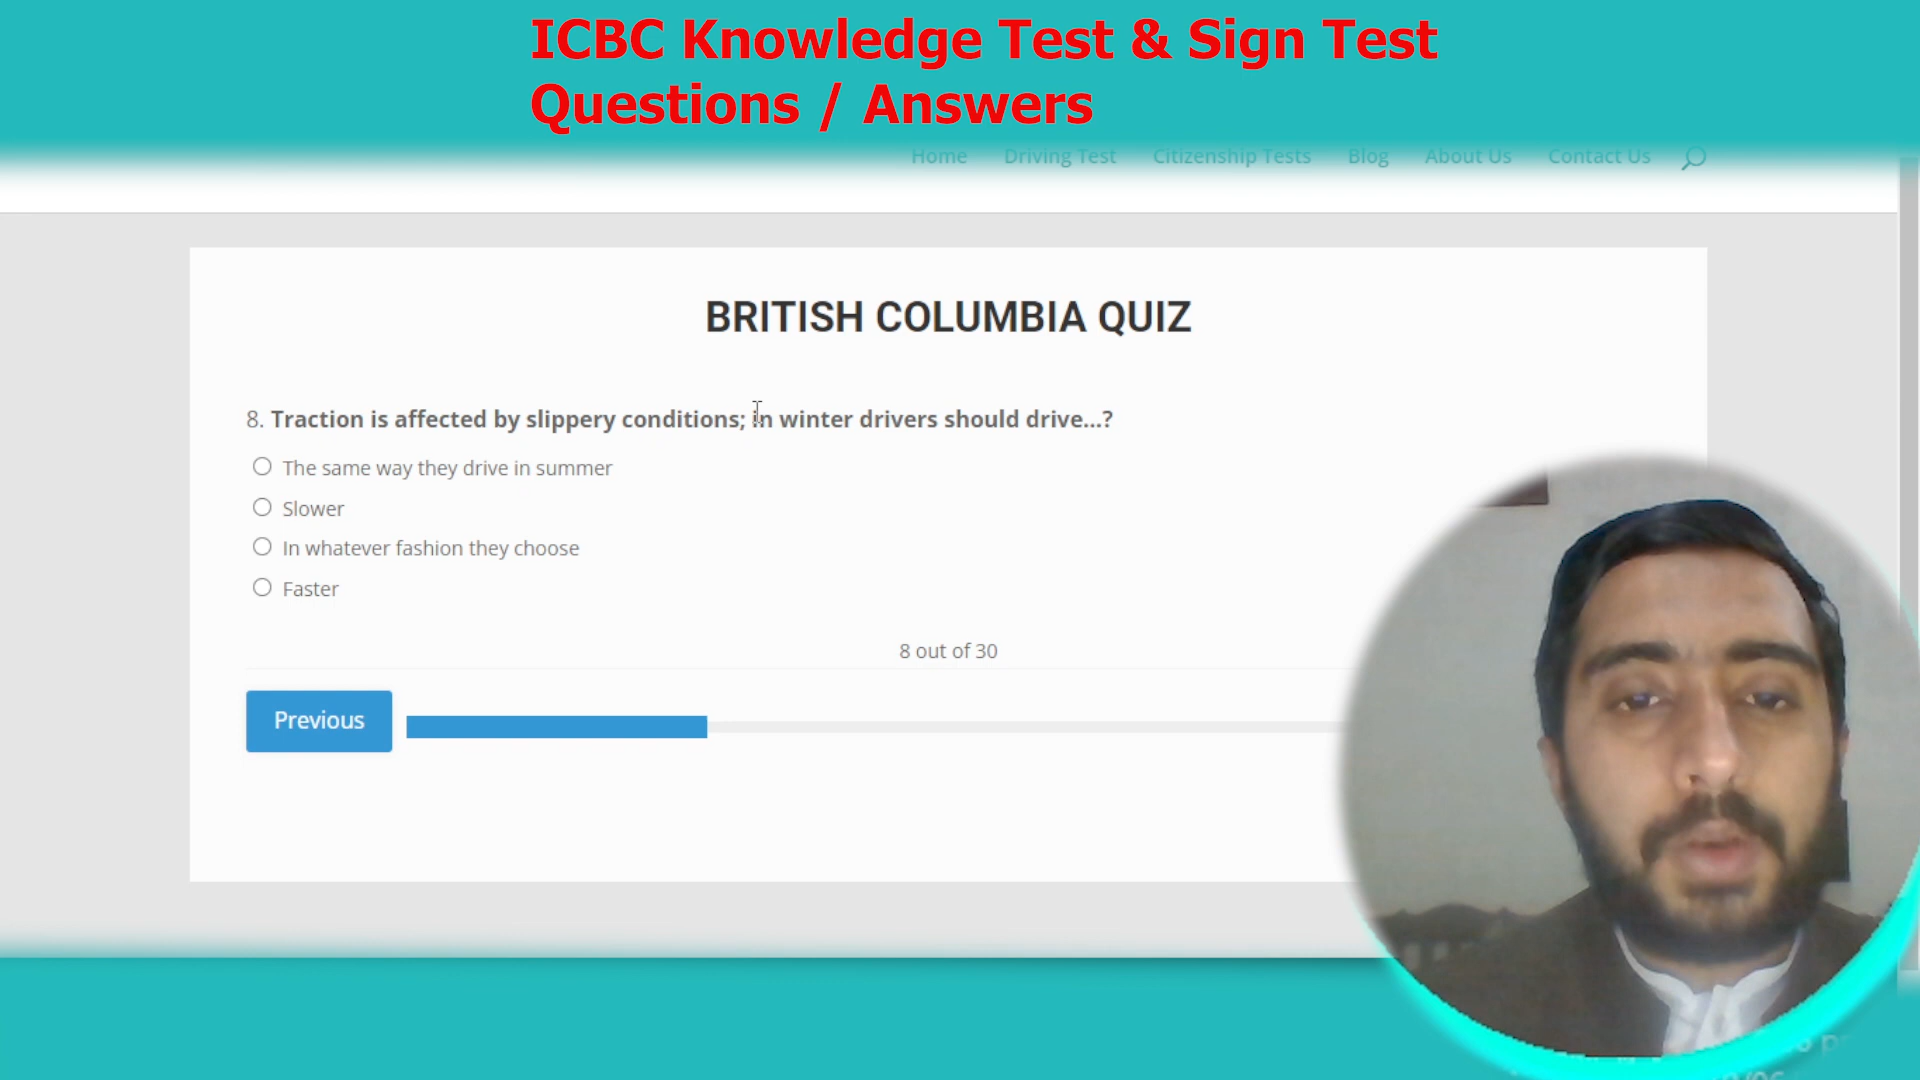 ICBC Knowledge Test & Sign Test
Questions / Answers
Home Driving Test Citizenship Tests Blog About Us Contact Us
BRITISH COLUMBIA QUIZ
8. Traction is affected by slippery conditions; in winter drivers should drive...?
The same way they drive in summer
Slower
In whatever fashion they choose
Faster
8 out of 30
Previous